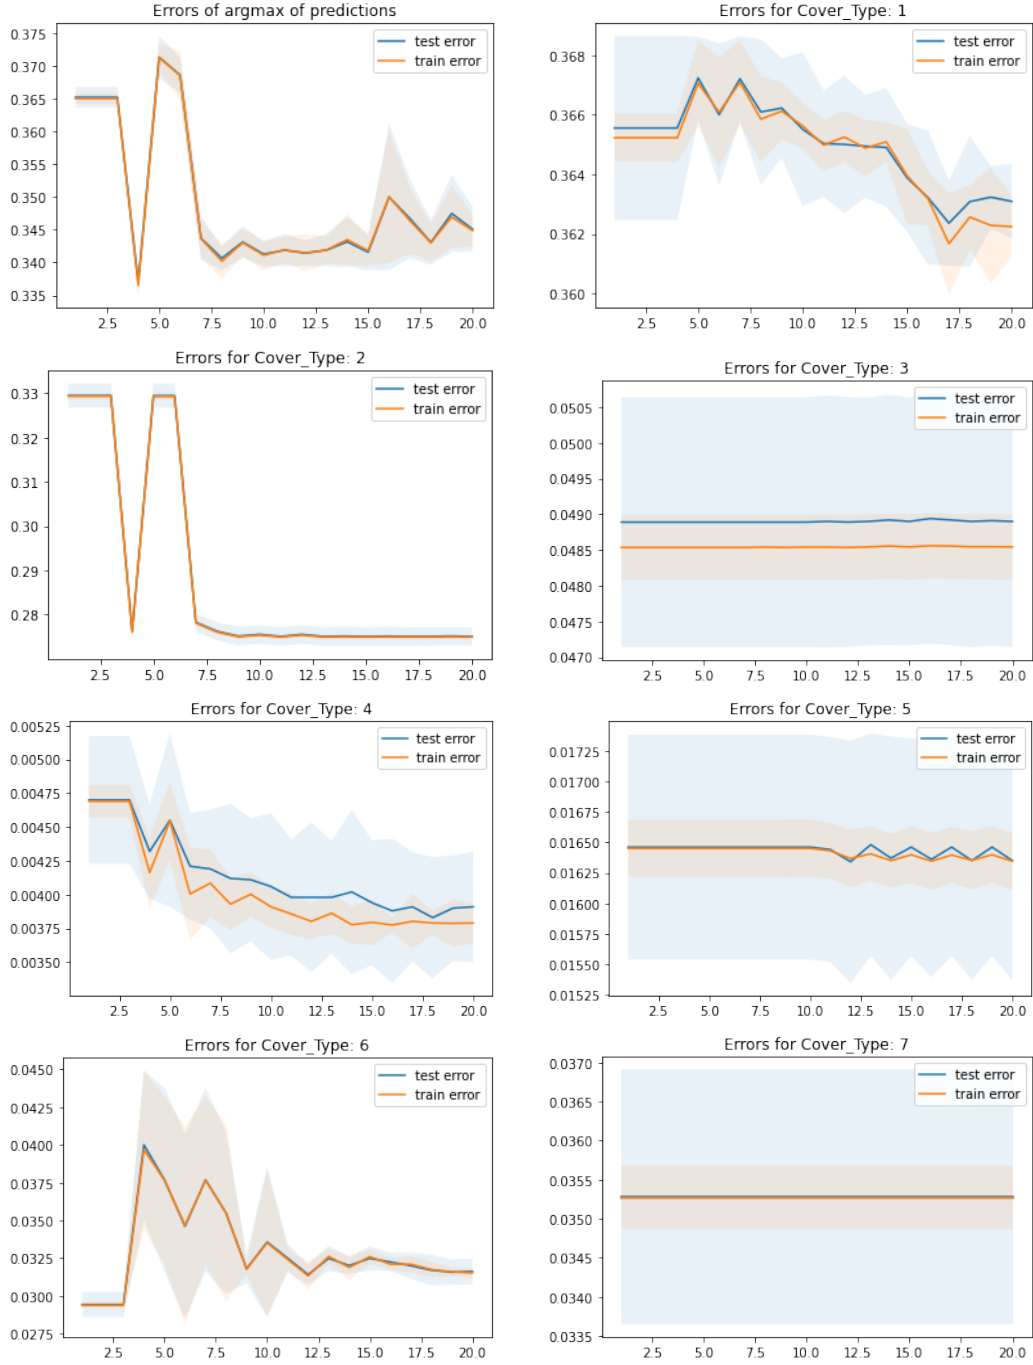 Errors of argmax of predictions
0.375
0.370
0.365
0.360
0.355
0.350
0.345
0.340
0.335
test error
train error
2.5 5.0 7.5 10.0 12.5 15.0 17.5 20.0
Errors for Cover_Type: 1
0.368
0.366
0.364
0.362
0.360
test error
train error
2.5 5.0 7.5 10.0 12.5 15.0 17.5 20.0
Errors for Cover_Type: 2
0.33
0.32
0.31
0.30
0.29
0.28
test error
train error
2.5 5.0 7.5 10.0 12.5 15.0 17.5 20.0
Errors for Cover_Type: 3
0.0505
0.0500
0.0495
0.0490
0.0485
0.0480
0.0475
0.0470
test error
train error
2.5 5.0 7.5 10.0 12.5 15.0 17.5 20.0
Errors for Cover_Type: 4
0.00525
0.00500
0.00475
0.00450
0.00425
0.00400
0.00375
0.00350
test error
train error
2.5 5.0 7.5 10.0 12.5 15.0 17.5 20.0
Errors for Cover_Type: 5
0.01725
0.01700
0.01675
0.01650
0.01625
0.01600
0.01575
0.01550
0.01525
test error
train error
2.5 5.0 7.5 10.0 12.5 15.0 17.5 20.0
Errors for Cover_Type: 6
0.0450
0.0425
0.0400
0.0375
0.0350
0.0325
0.0300
0.0275
test error
train error
2.5 5.0 7.5 10.0 12.5 15.0 17.5 20.0
Errors for Cover_Type: 7
0.0370
0.0365
0.0360
0.0355
0.0350
0.0345
0.0340
0.0335
test error
train error
2.5 5.0 7.5 10.0 12.5 15.0 17.5 20.0